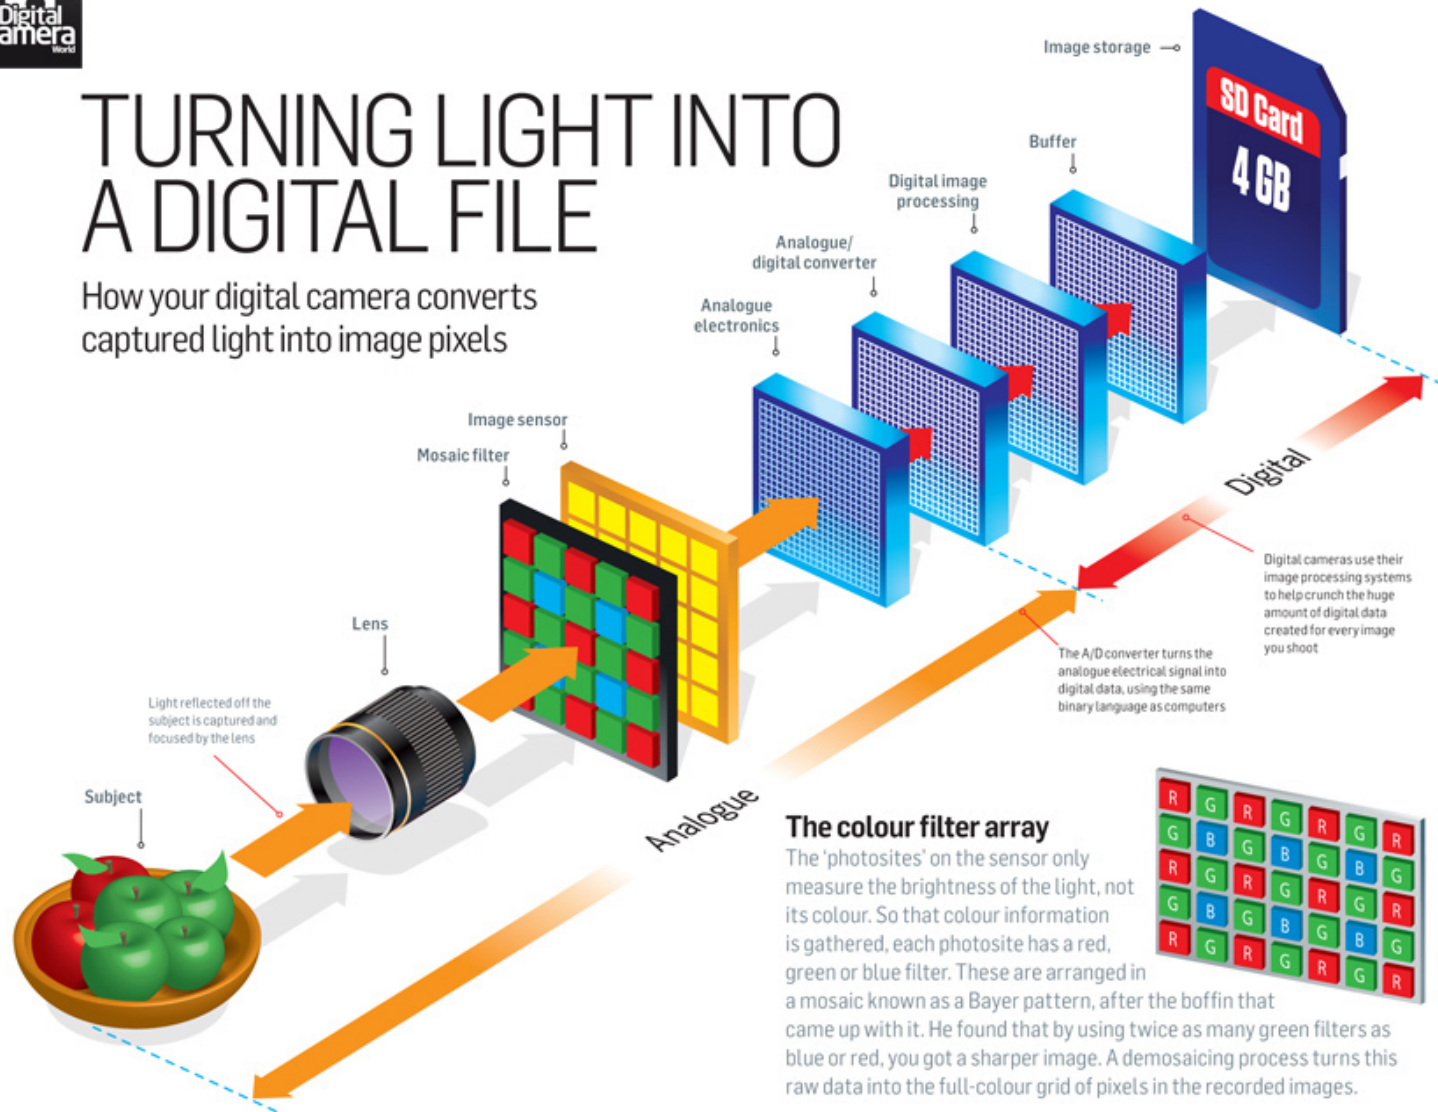 Digital
amera
World
TURNING LIGHT INTO
A DIGITAL FILE
How your digital camera converts
captured light into image pixels
Image storage
SD Card
4 GB
Buffer
Digital image
processing
Analogue/
digital converter
Analogue
electronics
Image sensor
Mosaic filter
Lens
Light reflected off the
subject is captured and
focused by the lens
Subject
Analogue
Digital
Digital cameras use their
image processing systems
to help crunch the huge
amount of digital data
created for every image
you shoot
The A/D converter turns the
analogue electrical signal into
digital data, using the same
binary language as computers
The colour filter array
The 'photosites' on the sensor only
measure the brightness of the light, not
its colour. So that colour information
is gathered, each photosite has a red,
green or blue filter. These are arranged in
a mosaic known as a Bayer pattern, after the boffin that
came up with it. He found that by using twice as many green filters as
blue or red, you got a sharper image. A demosaicing process turns this
raw data into the full-colour grid of pixels in the recorded images.
R G R G R G R
G B G B G B G
R G R G R G R
G B G B G B G
R G R G R G R